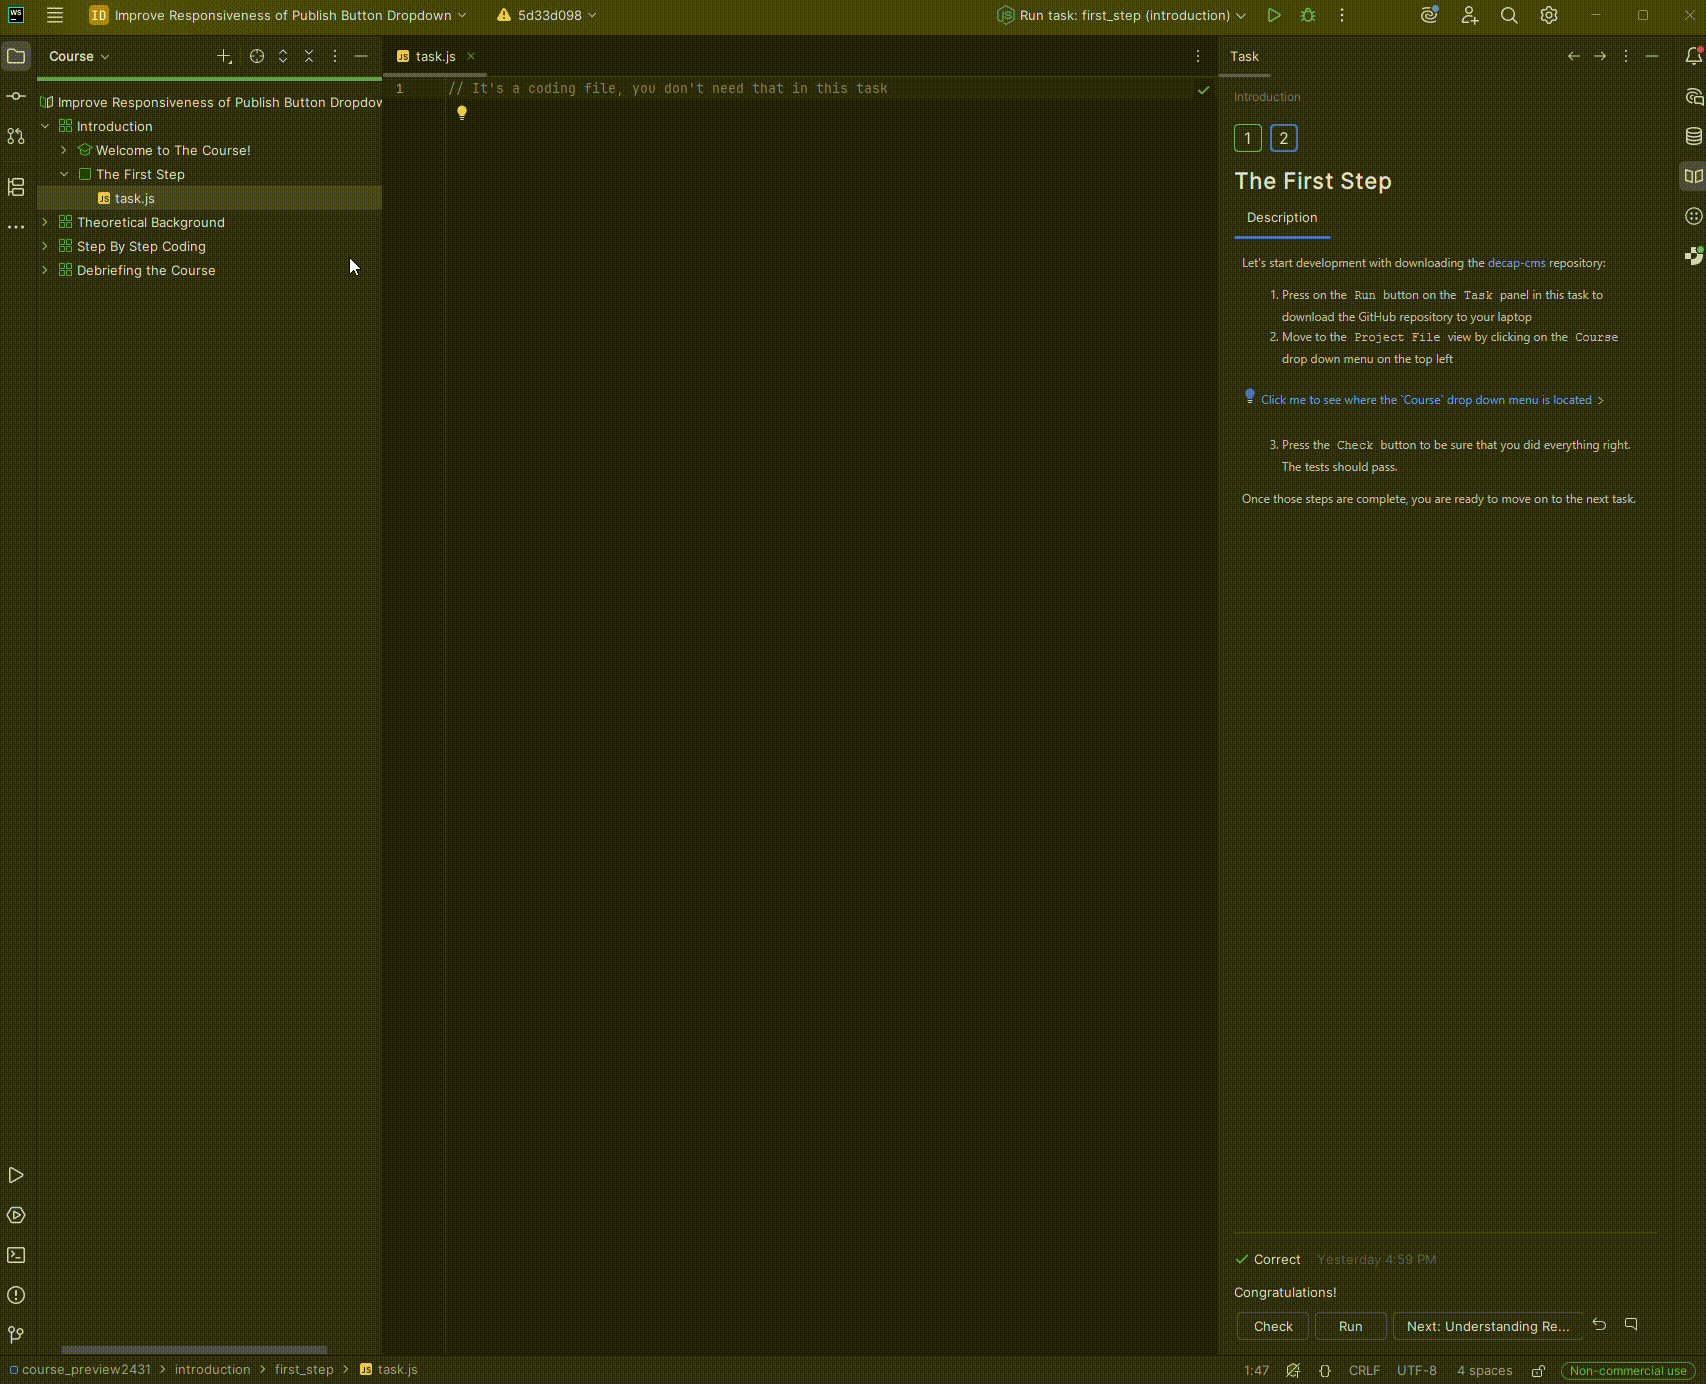 WS
ID Improve Responsiveness of Publish Button Dropdown 5d33d098 JS Run task: first_step (introduction)
Course
Improve Responsiveness of Publish Button Dropdow
Introduction
Welcome to The Course!
The First Step
JS task.js
Theoretical Background
Step By Step Coding
Debriefing the Course
JS task.js
1 // It's a coding file, you don't need that in this task
Task
Introduction
1 2
The First Step
Description
Let's start development with downloading the decap-cms repository:
1. Press on the Run button on the Task panel in this task to
download the GitHub repository to your laptop
2. Move to the Project File view by clicking on the Course
drop down menu on the top left
Click me to see where the `Course` drop down menu is located >
3. Press the Check button to be sure that you did everything right.
The tests should pass.
Once those steps are complete, you are ready to move on to the next task.
Correct Yesterday 4:59 PM
Congratulations!
Check Run Next: Understanding Re...
course_preview2431 > introduction > first_step > JS task.js
1:47 {} CRLF UTF-8 4 spaces Non-commercial use